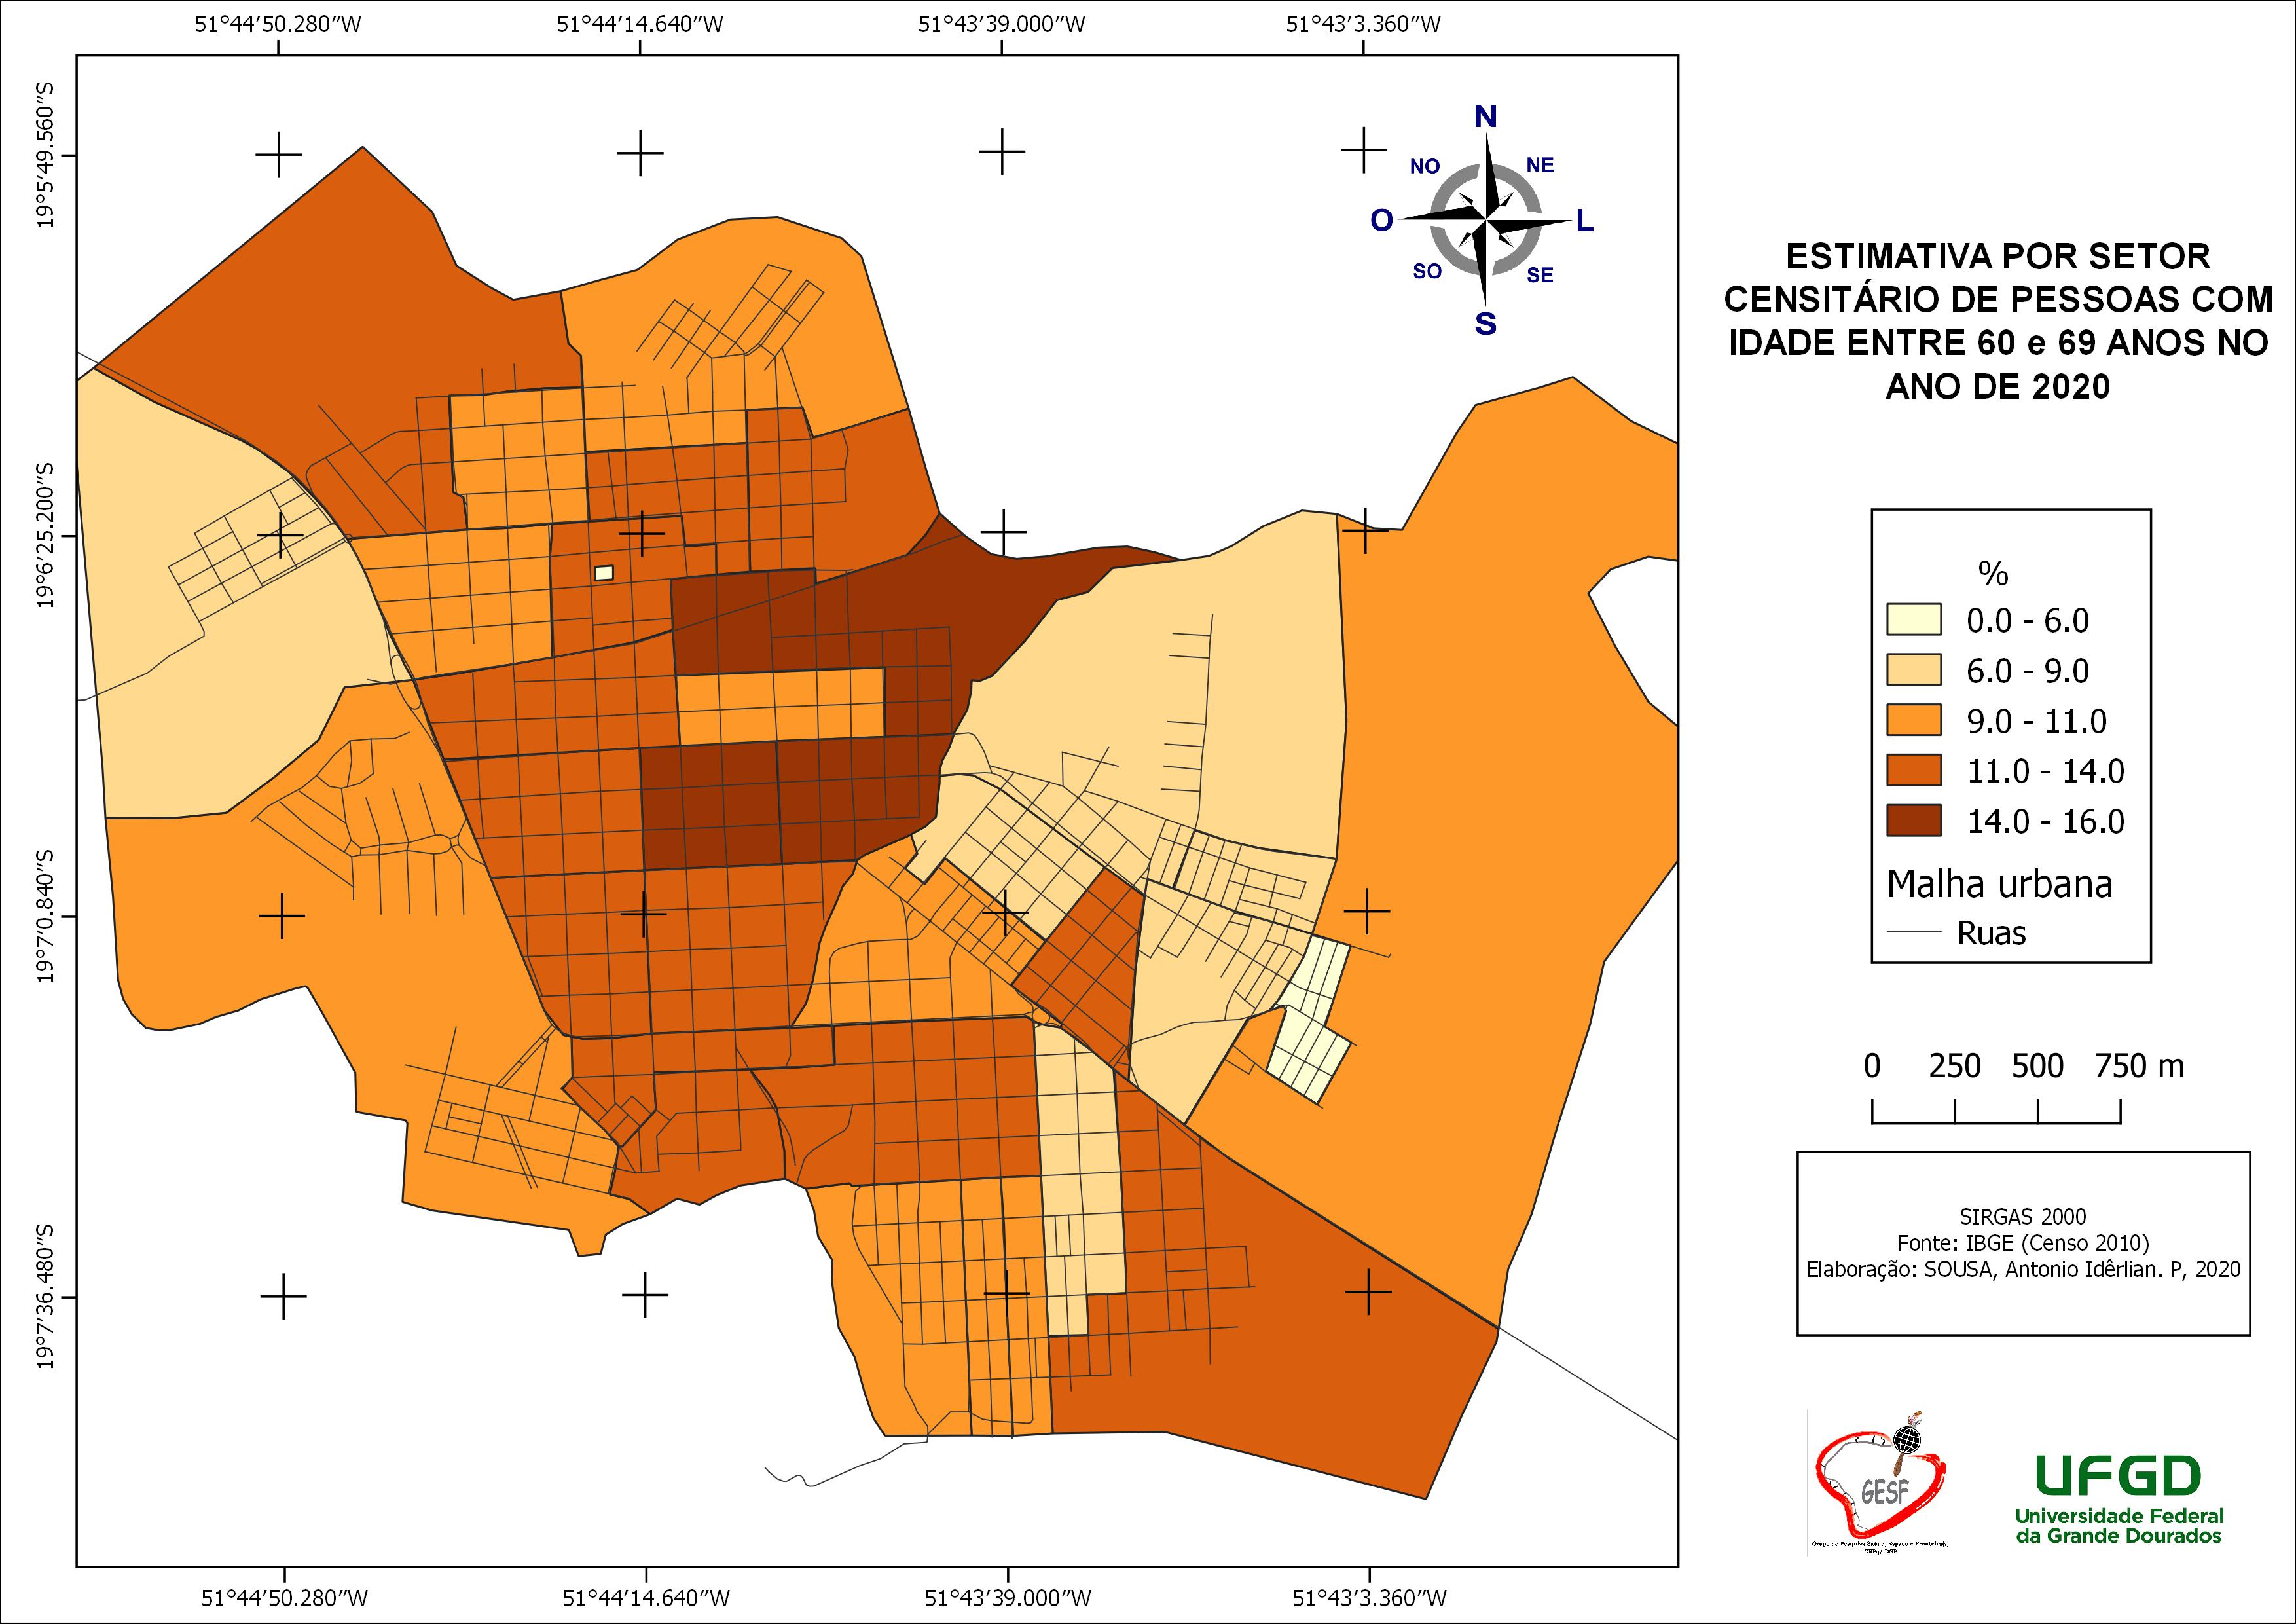 51°44′50.280″W 51°44′14.640″W 51°43′39.000″W 51°43′3.360″W
19°5′49.560″S
19°6′25.200″S
19°7′0.840″S
19°7′36.480″S
N
NO NE
O L
SO SE
S
ESTIMATIVA POR SETOR
CENSITÁRIO DE PESSOAS COM
IDADE ENTRE 60 e 69 ANOS NO
ANO DE 2020
%
0.0 - 6.0
6.0 - 9.0
9.0 - 11.0
11.0 - 14.0
14.0 - 16.0
Malha urbana
Ruas
0 250 500 750 m
SIRGAS 2000
Fonte: IBGE (Censo 2010)
Elaboração: SOUSA, Antonio Idêrlian. P, 2020
GESF
Grupo de Pesquisa Saúde, Espaço e Fronteira(s)
CNPq/ DGP
UFGD
Universidade Federal
da Grande Dourados
51°44′50.280″W 51°44′14.640″W 51°43′39.000″W 51°43′3.360″W